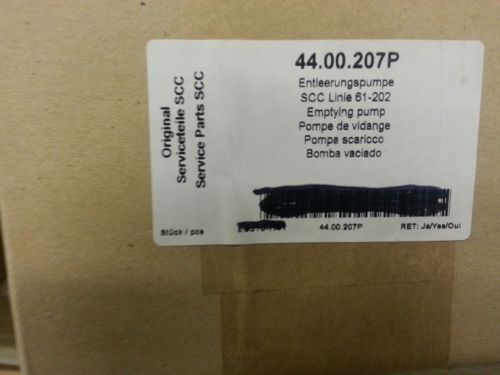 Original
Serviceteile SCC
Service Parts SCC
44.00.207P
Entleerungspumpe
SCC Linie 61-202
Emptying pump
Pompe de vidange
Pompa scaricco
Bomba vaciado
Stück / pcs
44.00.207P
RET: Ja/Yes/Oui